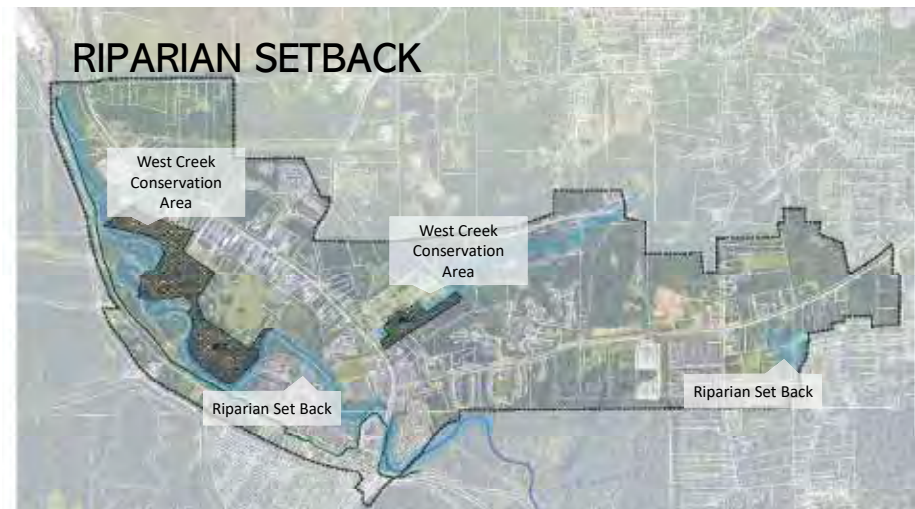 RIPARIAN SETBACK
West Creek
Conservation
Area
West Creek
Conservation
Area
Riparian Set Back
Riparian Set Back